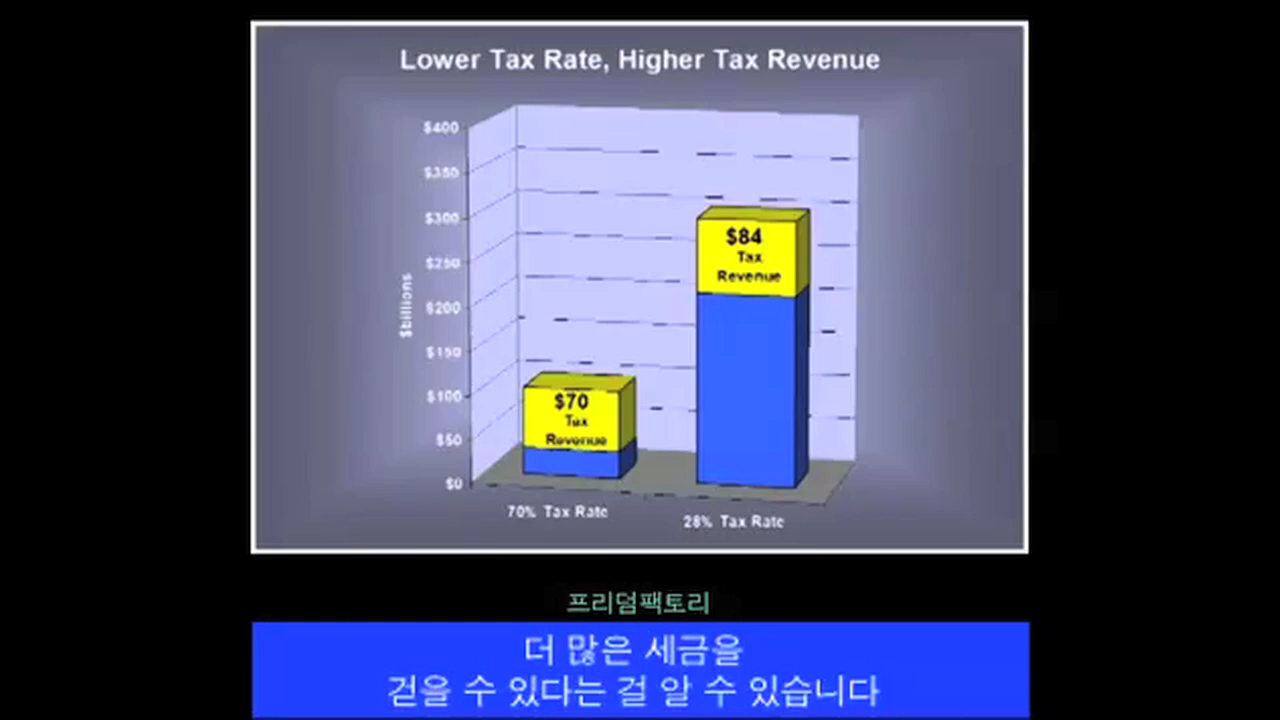 Lower Tax Rate, Higher Tax Revenue
$400
$350
$300
$250
$200
$150
$100
$50
$0
$billions
$70
Tax
Revenue
$84
Tax
Revenue
70% Tax Rate
28% Tax Rate
프리덤팩토리
더 많은 세금을
걷을 수 있다는 걸 알 수 있습니다